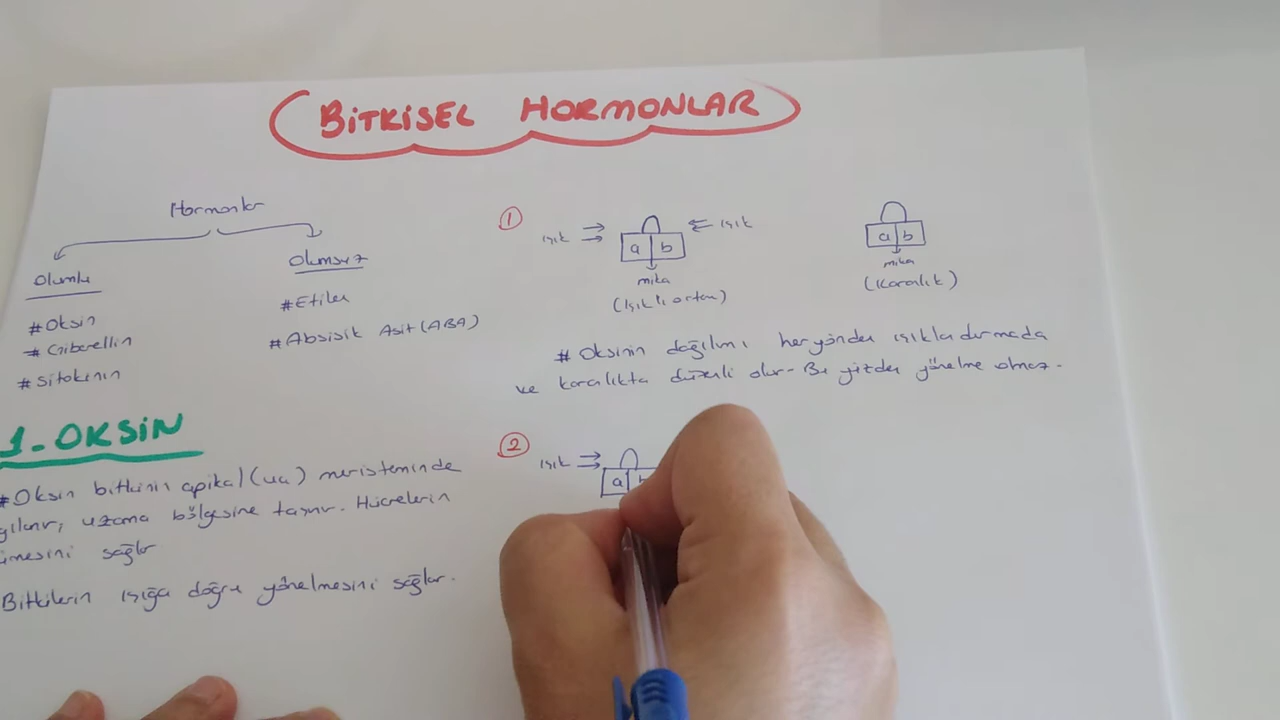 BİTKİSEL HORMONLAR
Hormonlar
Olumlu
# Oksin
# Giberellin
# Sitokinin
Olumsuz
# Etilen
# Absisik Asit (ABA)
1-OKSİN
# Oksin bitkinin apikal (uç) meristeminde
uzama bölgesine taşınır. Hücrelerin
sağlar
Bitkilerin ışığa doğru yönelmesini sağlar.
1
ışık
a b
ışık
mika
(Işıklı ortam)
a b
mika
(Karanlık)
# Oksinin dağılımı her yönden ışıklandırmada
ve karanlıkta düzenli olur- Bu yüzden yönelme olmaz.
2
ışık
a